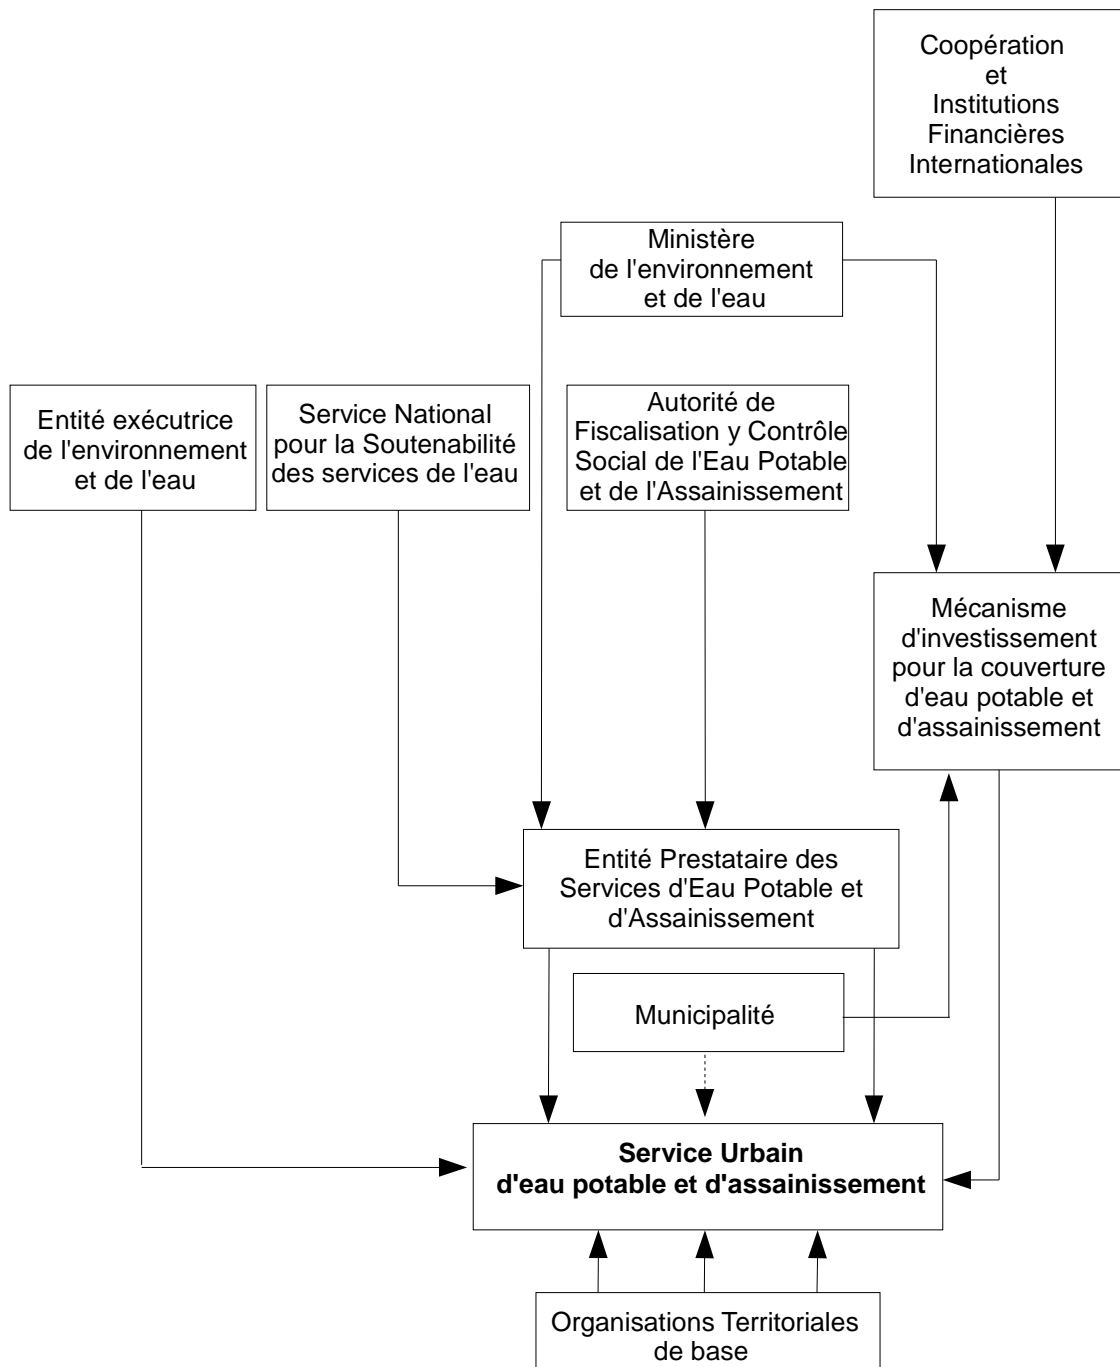 Coopération
et
Institutions
Financières
Internationales
Ministère
de l'environnement
et de l'eau
Entité exécutrice
de l'environnement
et de l'eau
Service National
pour la Soutenabilité
des services de l'eau
Autorité de
Fiscalisation y Contrôle
Social de l'Eau Potable
et de l'Assainissement
Mécanisme
d'investissement
pour la couverture
d'eau potable et
d'assainissement
Entité Prestataire des
Services d'Eau Potable et
d'Assainissement
Municipalité
Service Urbain
d'eau potable et d'assainissement
Organisations Territoriales
de base